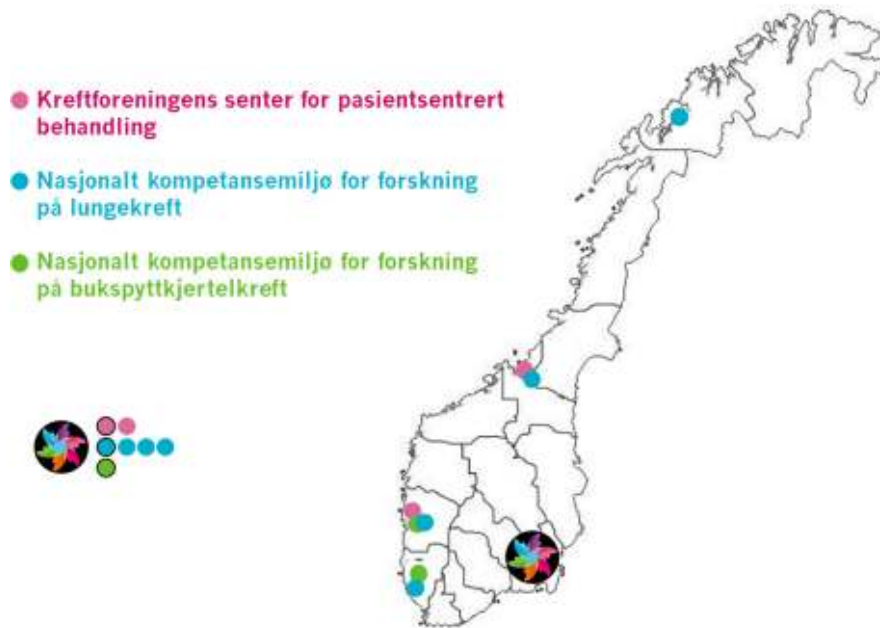 Kreftforeningens senter for pasientsentrert
behandling
Nasjonalt kompetansemiljø for forskning
på lungekreft
Nasjonalt kompetansemiljø for forskning
på bukspyttkjertelkreft